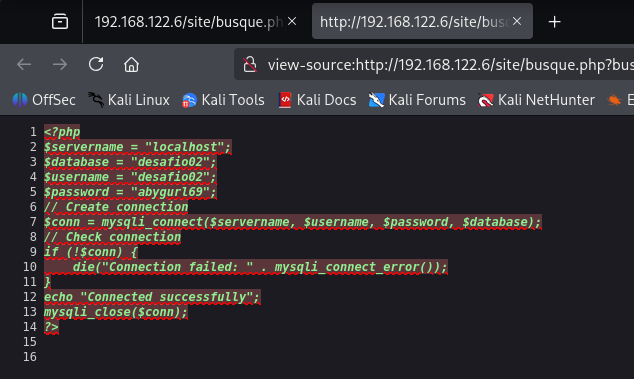 192.168.122.6/site/busque.ph
http://192.168.122.6/site/bus
view-source:http://192.168.122.6/site/busque.php?bus
OffSec Kali Linux Kali Tools Kali Docs Kali Forums Kali NetHunter E
1 <?php
2 $servername = "localhost";
3 $database = "desafio02";
4 $username = "desafio02";
5 $password = "abygurl69";
6 // Create connection
7 $conn = mysqli_connect($servername, $username, $password, $database);
8 // Check connection
9 if (!$conn) {
10     die("Connection failed: " . mysqli_connect_error());
11 }
12 echo "Connected successfully";
13 mysqli_close($conn);
14 ?>
15
16